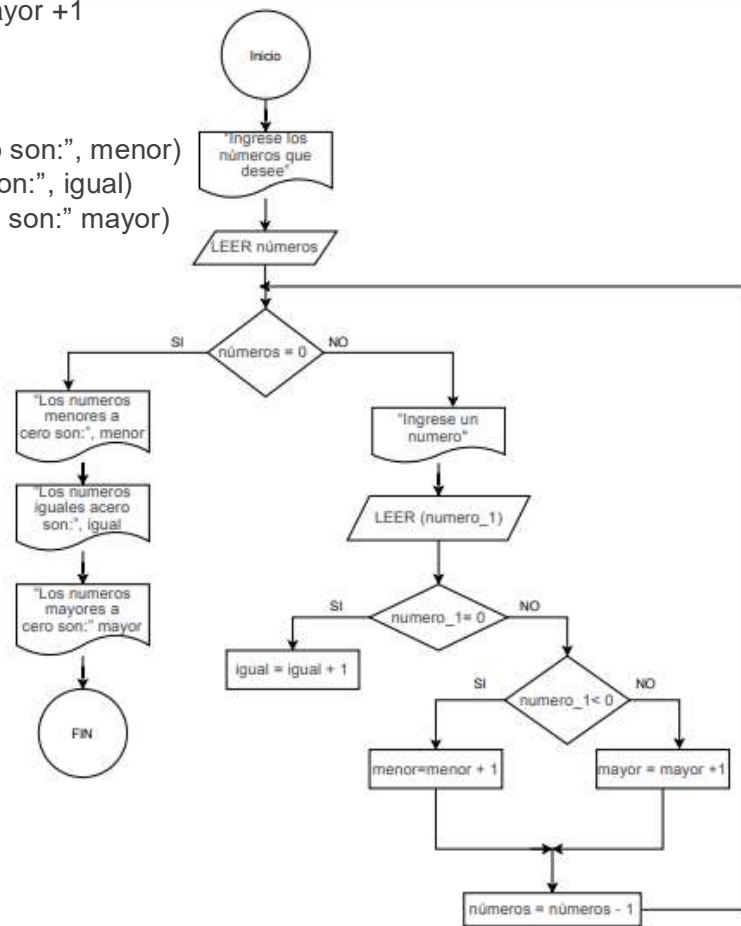 ayor +1
son:", menor)
on:", igual)
son:" mayor)
Inicio
"Ingrese los
números que
desee"
LEER números
números = 0
SI
NO
"Los numeros
menores a
cero son:", menor
"Los numeros
iguales acero
son:", igual
"Los numeros
mayores a
cero son:" mayor
FIN
"Ingrese un
numero"
LEER (numero_1)
numero_1= 0
SI
NO
igual = igual + 1
numero_1< 0
SI
NO
menor=menor + 1
mayor = mayor +1
números = números - 1